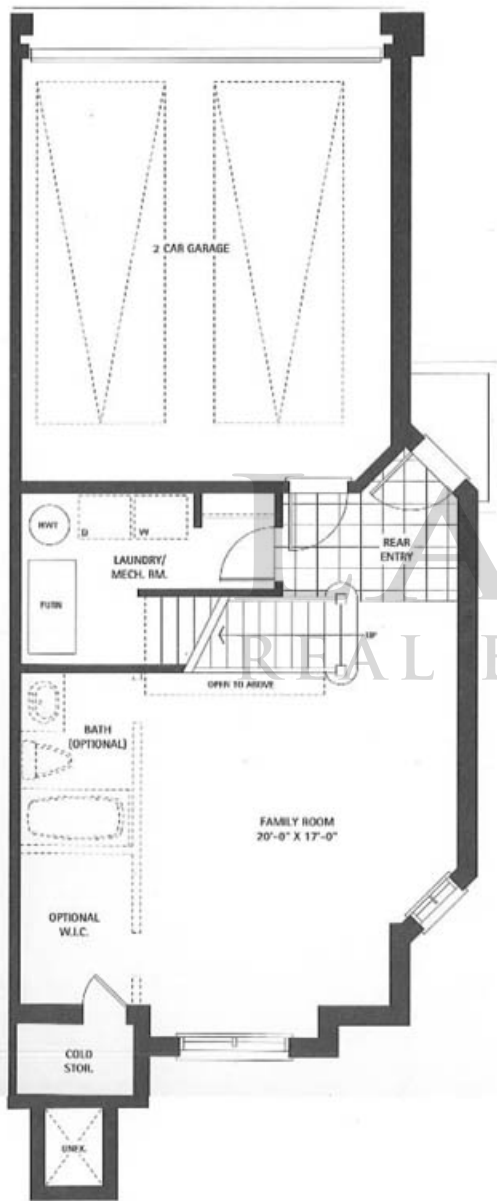 2 CAR GARAGE
HWT
D
W
LAUNDRY/
MECH. RM.
FURN
REAR
ENTRY
UP
OPEN TO ABOVE
BATH
(OPTIONAL)
FAMILY ROOM
20'-0" X 17'-0"
OPTIONAL
W.I.C.
COLD
STOR.
UNEX.
LA
REAL E